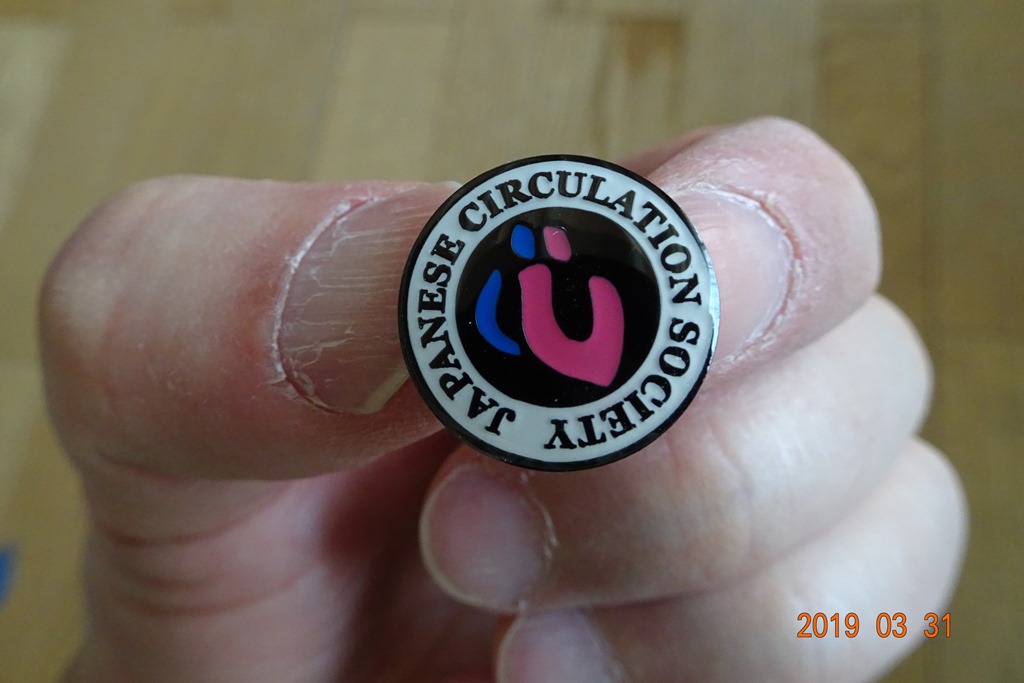 JAPANESE CIRCULATION SOCIETY
2019 03 31